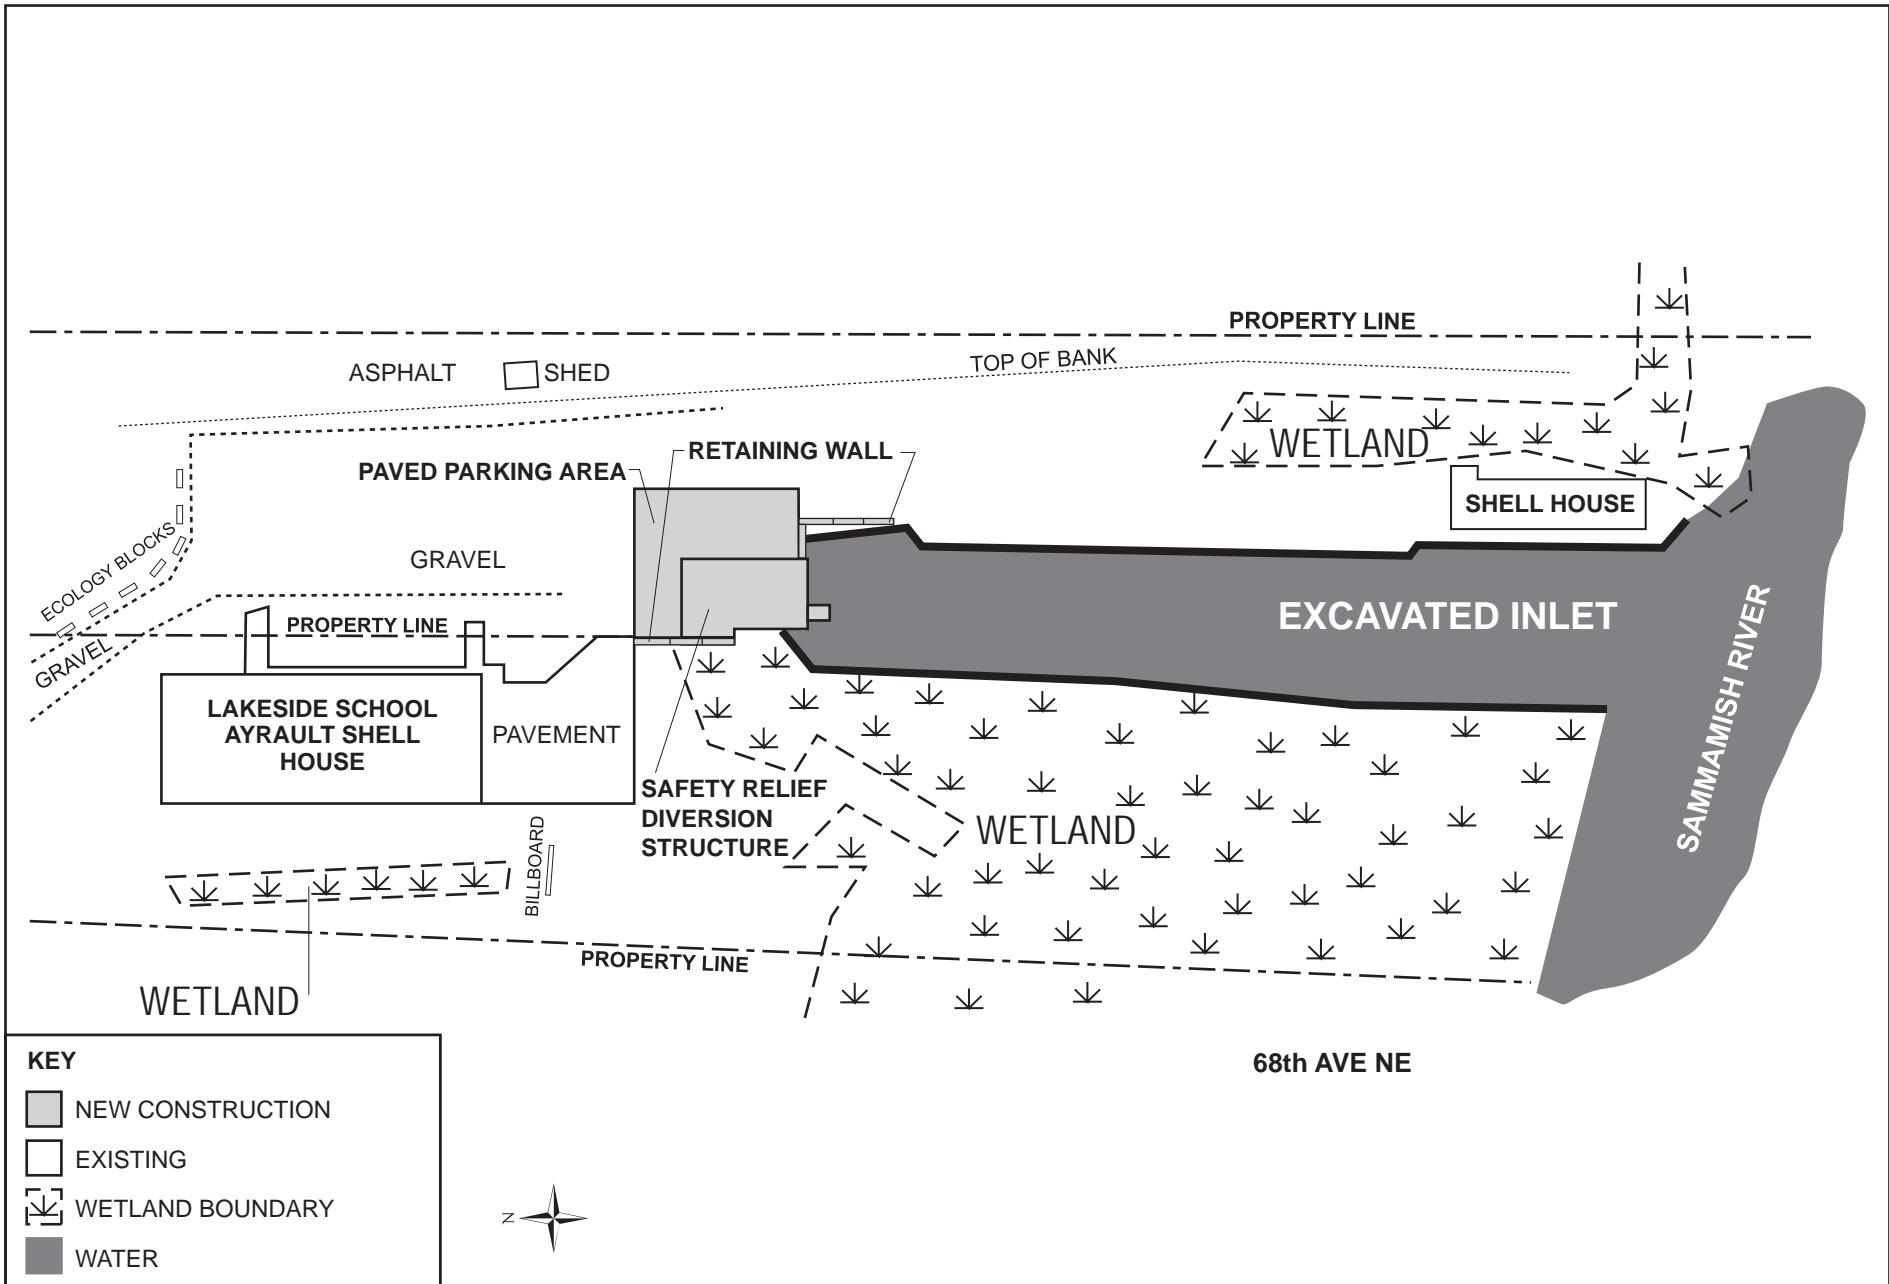 PROPERTY LINE
TOP OF BANK
ASPHALT
SHED
WETLAND
RETAINING WALL
PAVED PARKING AREA
SHELL HOUSE
ECOLOGY BLOCKS
GRAVEL
EXCAVATED INLET
PROPERTY LINE
GRAVEL
SAMMAMISH RIVER
LAKESIDE SCHOOL
AYRAULT SHELL
HOUSE
PAVEMENT
SAFETY RELIEF
DIVERSION
STRUCTURE
WETLAND
BILLBOARD
PROPERTY LINE
WETLAND
68th AVE NE
KEY
NEW CONSTRUCTION
EXISTING
WETLAND BOUNDARY
WATER
N